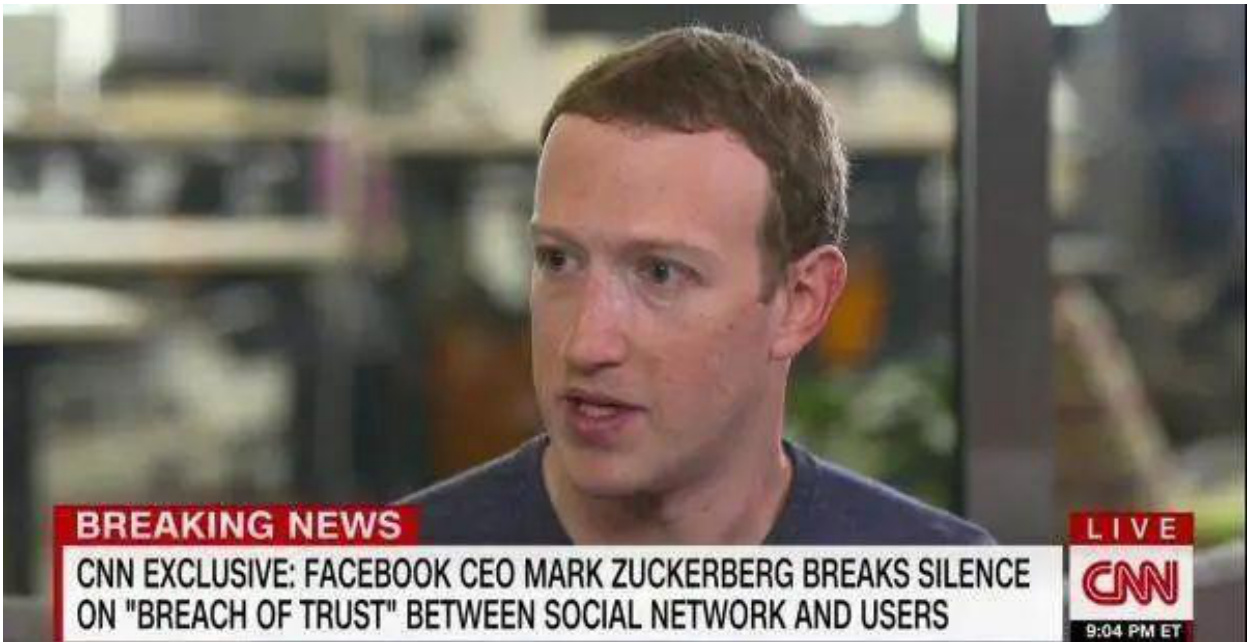 BREAKING NEWS
CNN EXCLUSIVE: FACEBOOK CEO MARK ZUCKERBERG BREAKS SILENCE
ON "BREACH OF TRUST" BETWEEN SOCIAL NETWORK AND USERS
LIVE
CNN
9:04 PM ET